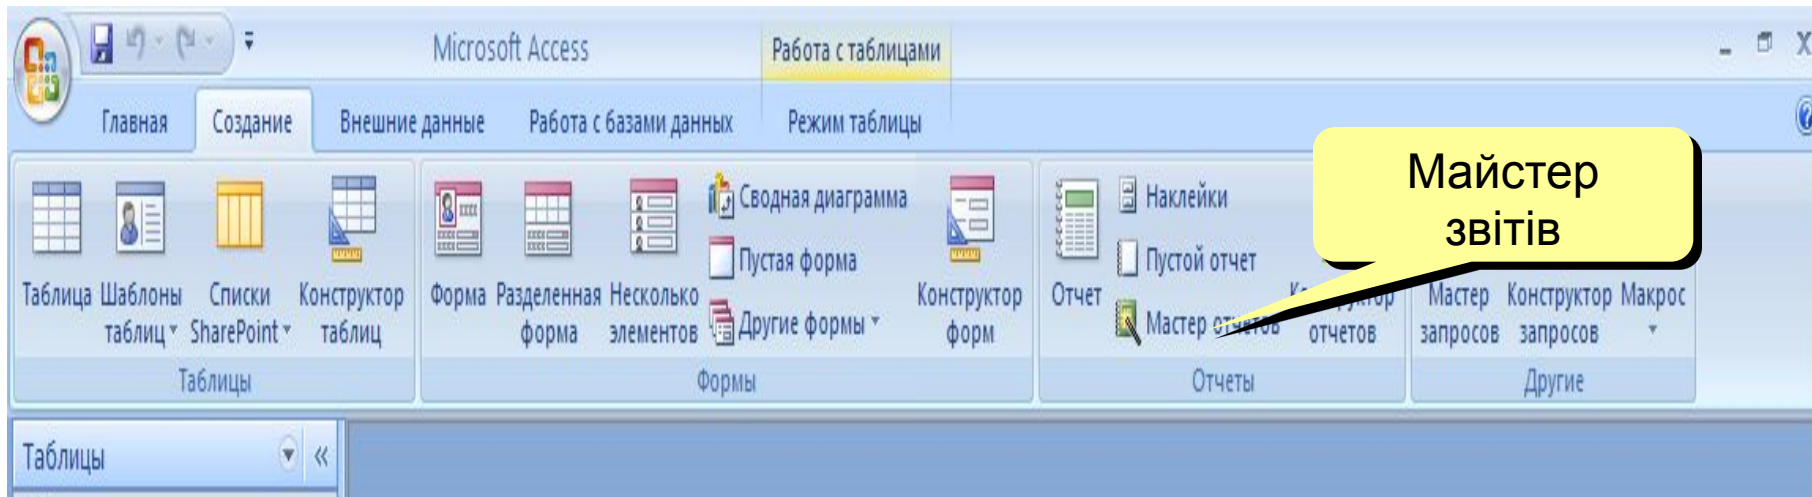 Microsoft Access
Работа с таблицами
Главная
Создание
Внешние данные
Работа с базами данных
Режим таблицы
Майстер
звітів
Таблица
Шаблоны
таблиц
Списки
SharePoint
Конструктор
таблиц
Форма
Разделенная
форма
Несколько
элементов
Сводная диаграмма
Пустая форма
Другие формы
Конструктор
форм
Отчет
Наклейки
Пустой отчет
Мастер отчетов
Конструктор
отчетов
Мастер
запросов
Конструктор
запросов
Макрос
Таблицы
Формы
Отчеты
Другие
Таблицы